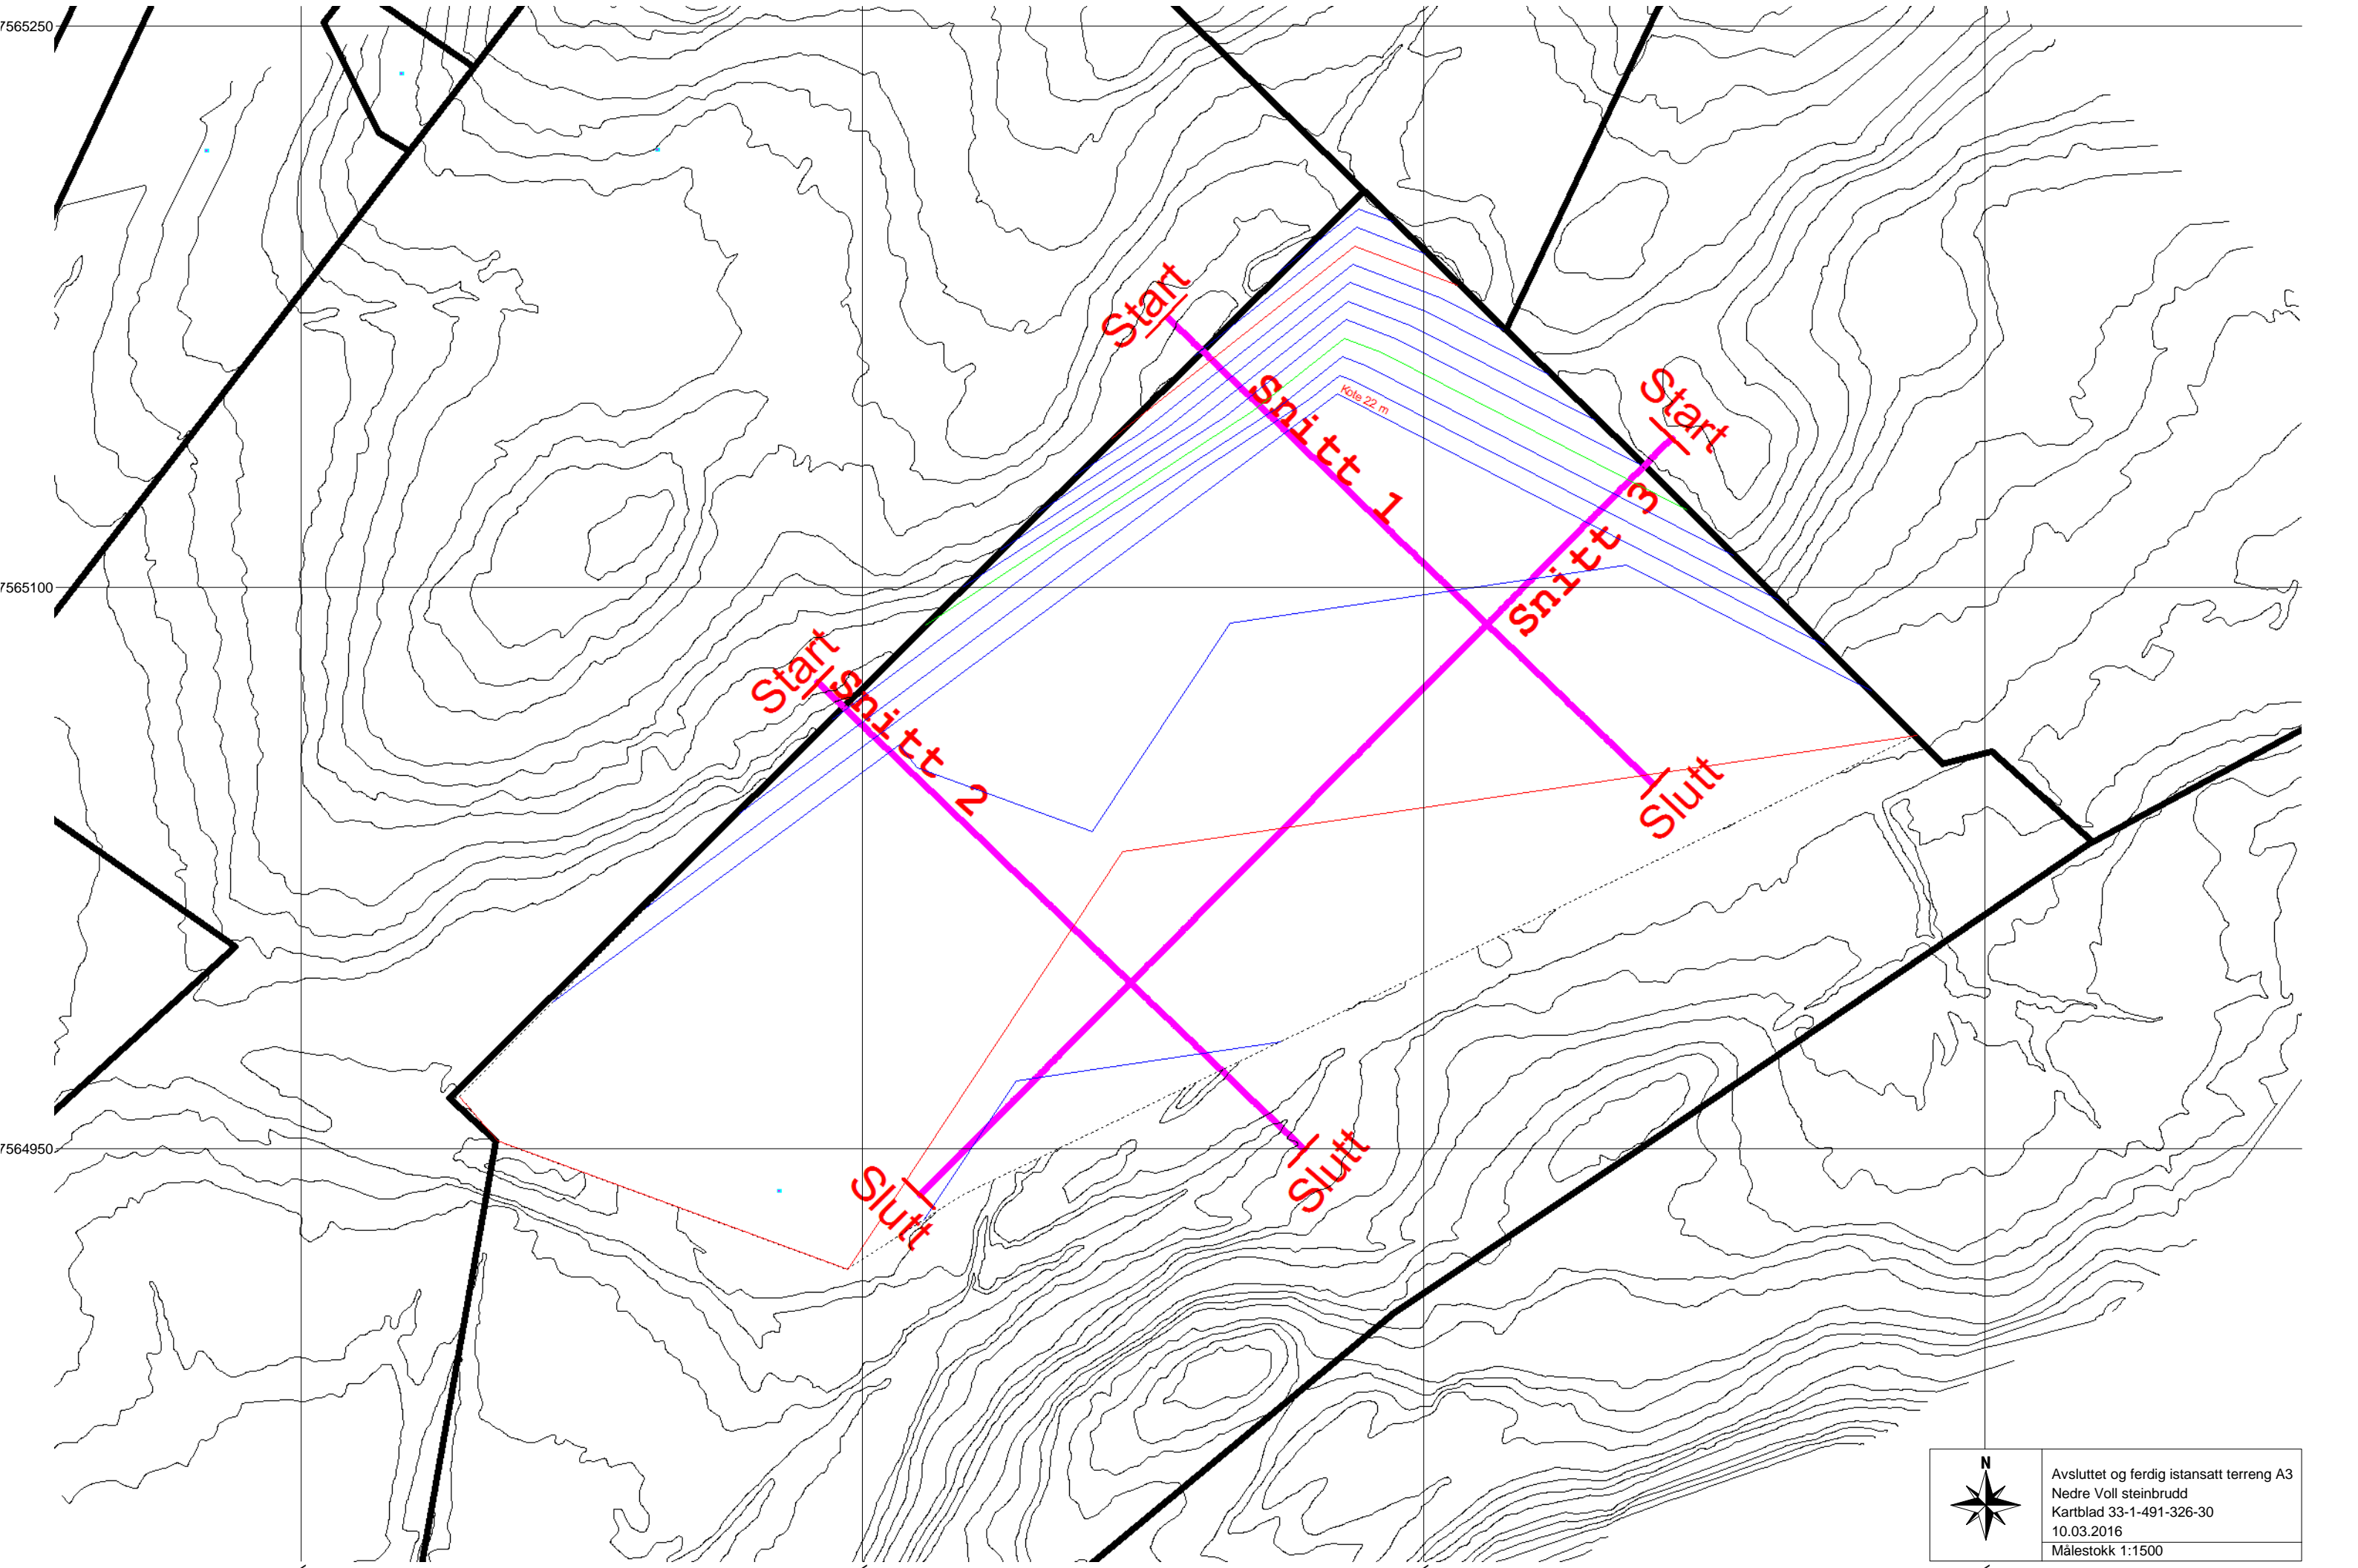 7565250
Start
Start
Kote 22 m
Snitt 1
Snitt 3
7565100
Start
Snitt 2
Slutt
7564950
Slutt
Slutt
N
Avsluttet og ferdig istansatt terreng A3
Nedre Voll steinbrudd
Kartblad 33-1-491-326-30
10.03.2016
Målestokk 1:1500